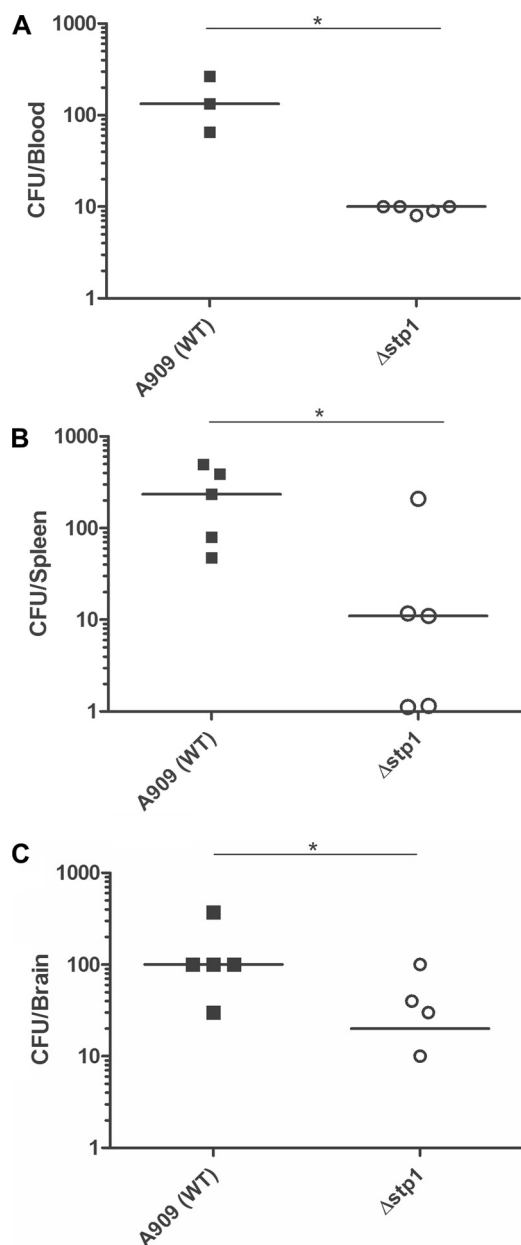 A
*
1000
100
10
1
CFU/Blood
A909 (WT)
Δstp1
B
*
1000
100
10
1
CFU/Spleen
A909 (WT)
Δstp1
C
*
1000
100
10
1
CFU/Brain
A909 (WT)
Δstp1